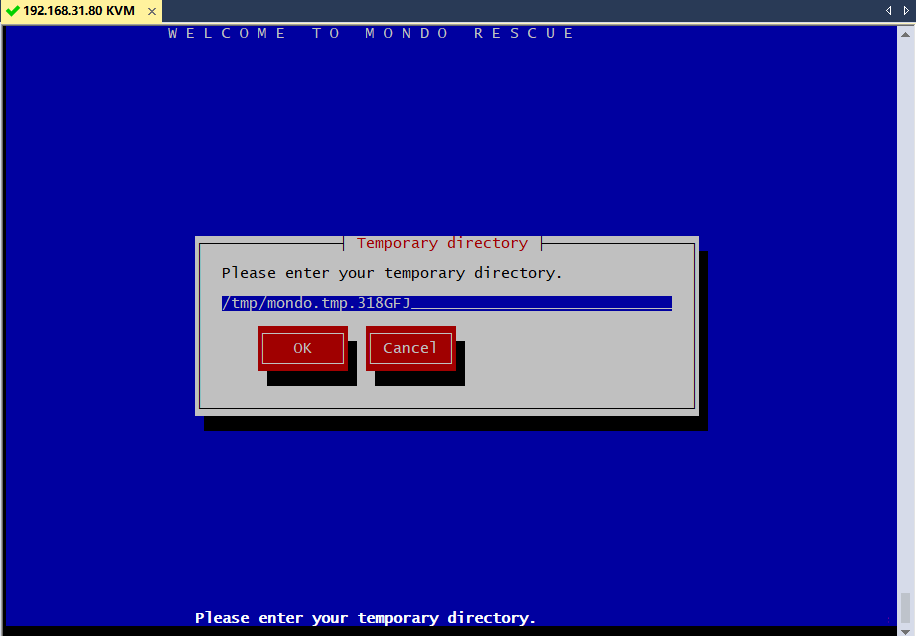 192.168.31.80 KVM
W E L C O M E   T O   M O N D O   R E S C U E
Temporary directory
Please enter your temporary directory.
/tmp/mondo.tmp.318GFJ
OK Cancel
Please enter your temporary directory.